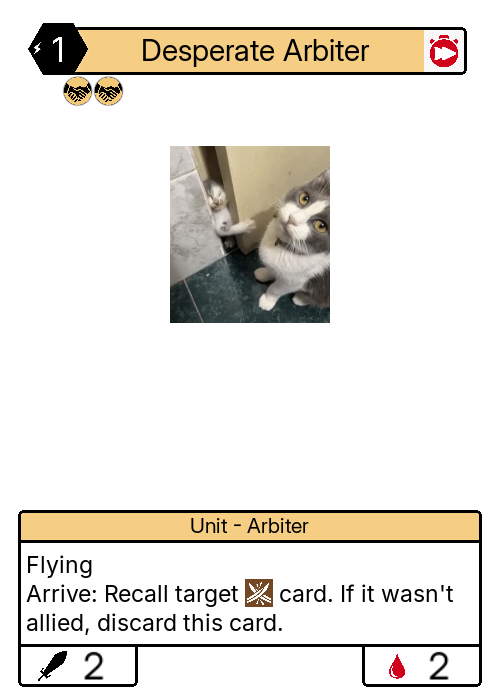 1
Desperate Arbiter
Unit - Arbiter
Flying
Arrive: Recall target card. If it wasn't
allied, discard this card.
2
2